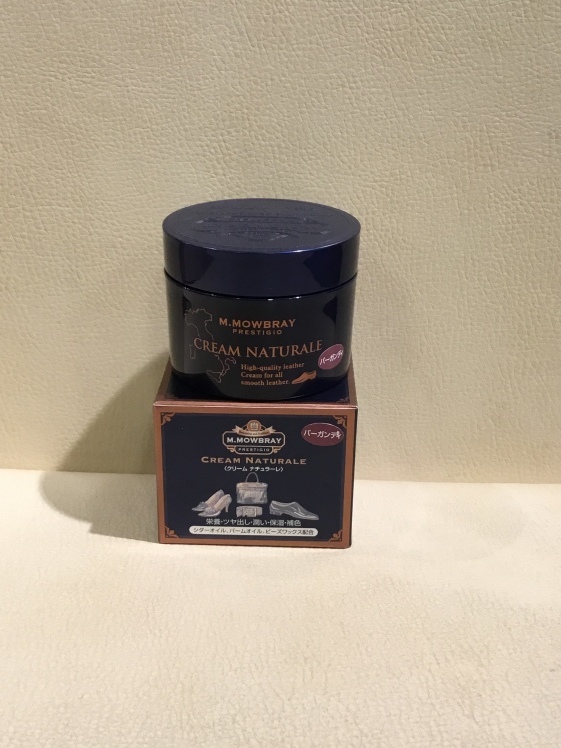 M.MOWBRAY
PRESTIGIO
CREAM NATURALE
High-quality leather
Cream for all
smooth leather.
バーガンディ
M.MOWBRAY
PRESTIGIO
バーガンディ
CREAM NATURALE
〈クリーム ナチュラーレ〉
栄養・ツヤ出し・潤い・保湿・補色
シダーオイル、パームオイル、ビーズワックス配合